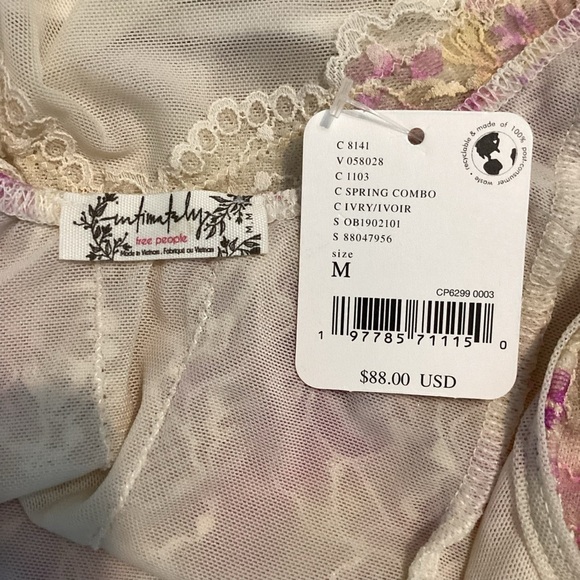 intimately
free people
Made in Vietnam . Fabriqué au Vietnam
M M M
C 8141
V 058028
C 1103
C SPRING COMBO
C IVRY/IVOIR
S OB1902101
S 88047956
size
M
recyclable & made of 100% post-consumer waste •
CP6299 0003
1 97785 71115 0
$88.00 USD